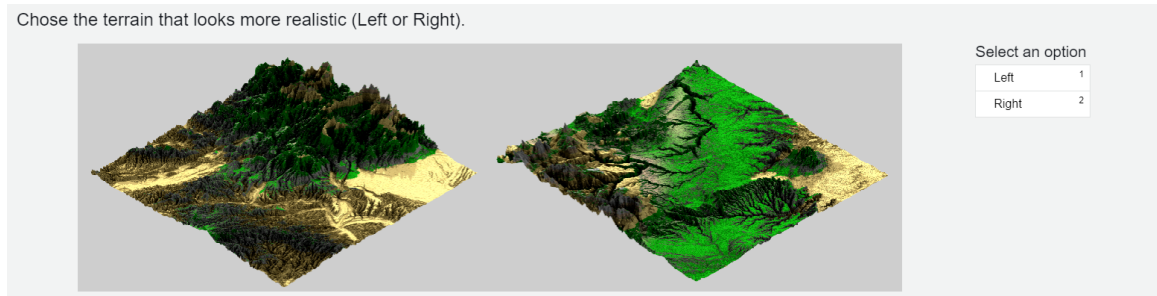 Chose the terrain that looks more realistic (Left or Right).
Select an option
Left 1
Right 2